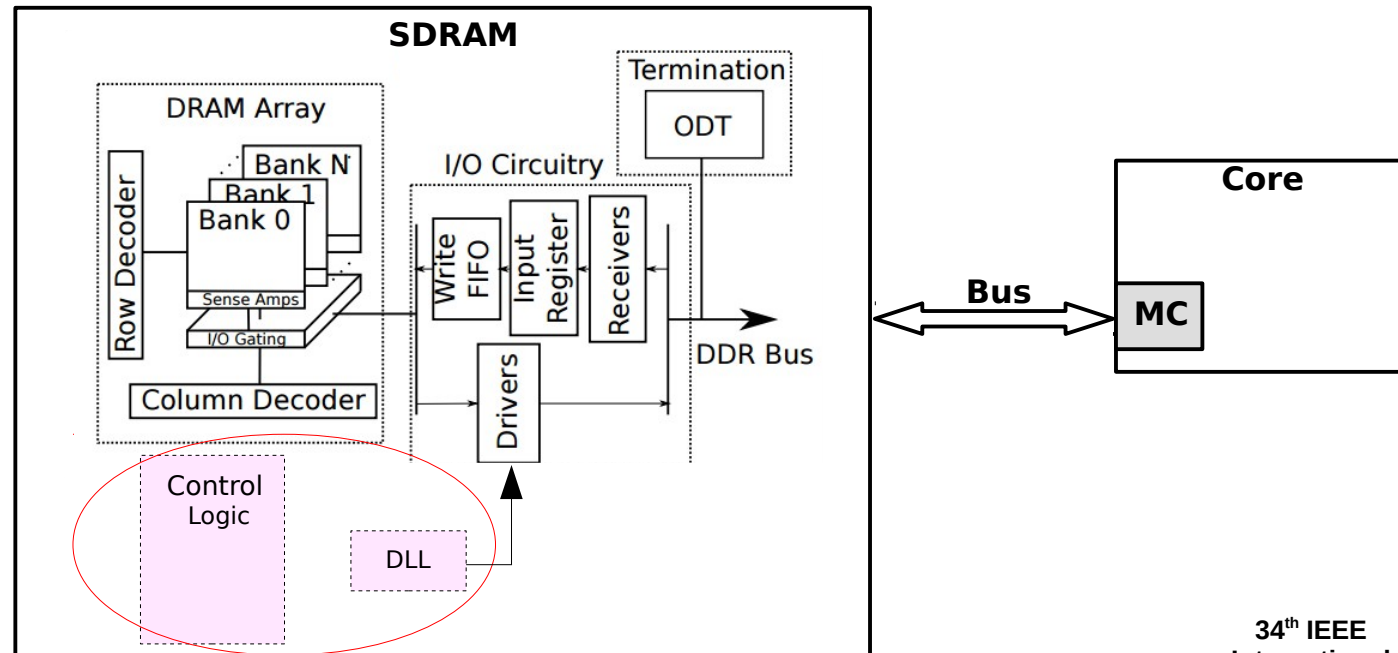 SDRAM
Termination
ODT
DRAM Array
Bank N
Bank 1
Bank 0
Sense Amps
I/O Gating
Row Decoder
Column Decoder
I/O Circuitry
Write
FIFO
Input
Register
Receivers
Drivers
DDR Bus
Control
Logic
DLL
Bus
Core
MC
34th IEEE